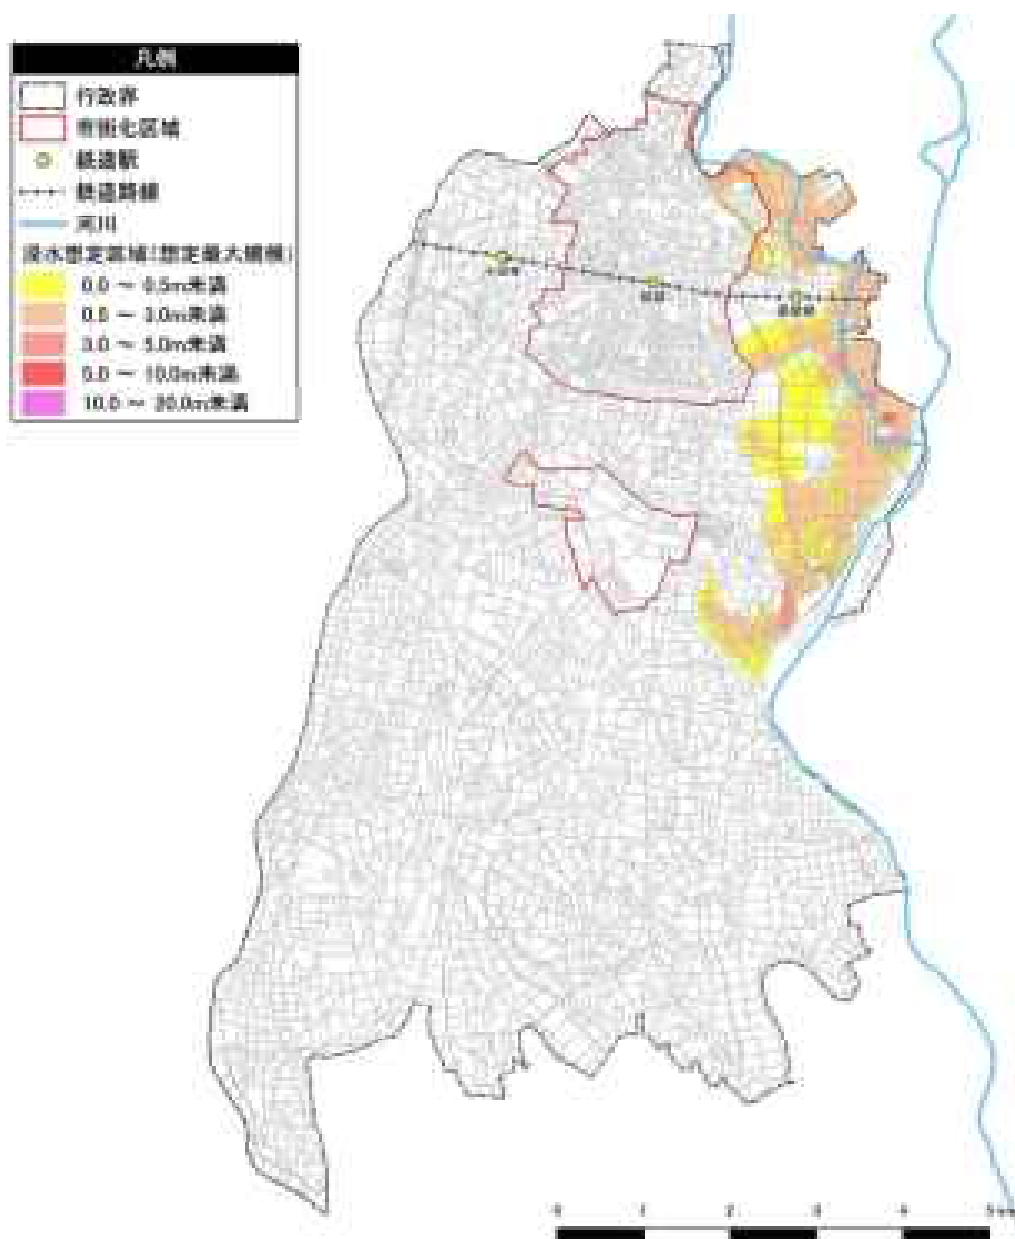 凡例
行政界
市街化区域
鉄道駅
鉄道路線
河川
浸水想定区域(想定最大規模)
0.0 ～ 0.5m未満
0.5 ～ 3.0m未満
3.0 ～ 5.0m未満
5.0 ～ 10.0m未満
10.0 ～ 20.0m未満
0 1 2 3 4 5